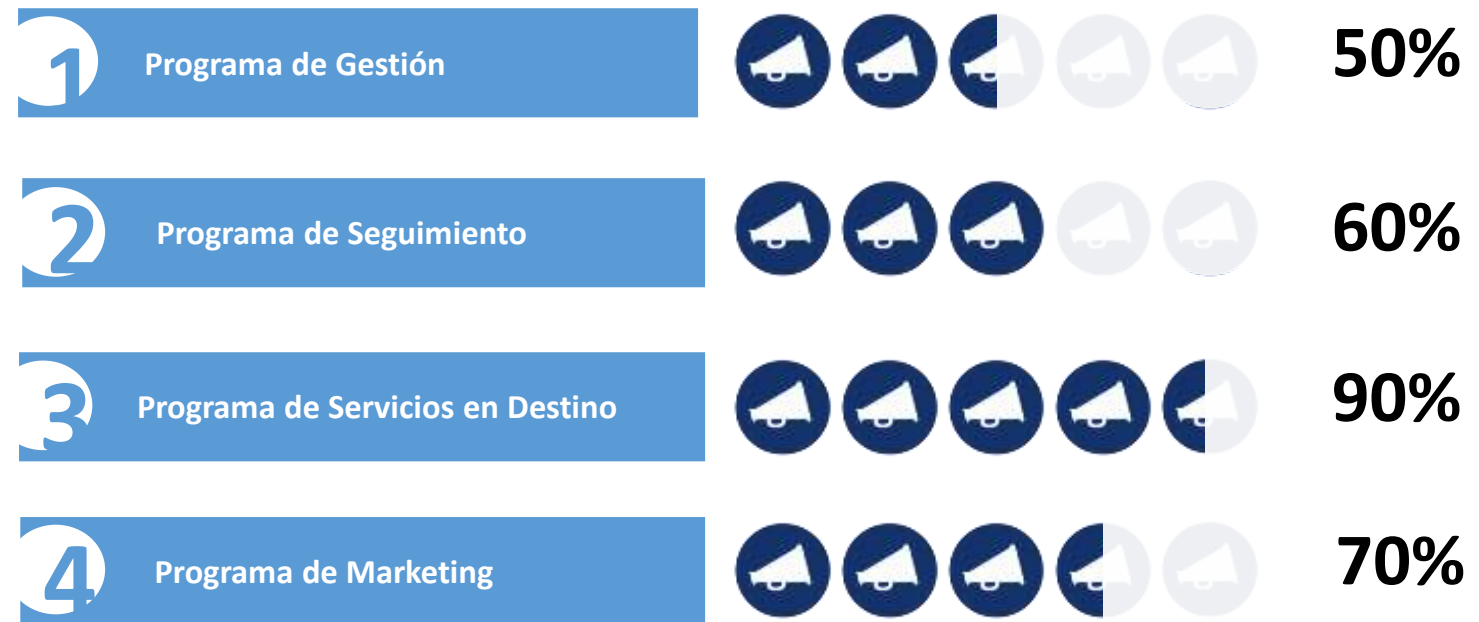 1 Programa de Gestión 50%
2 Programa de Seguimiento 60%
3 Programa de Servicios en Destino 90%
4 Programa de Marketing 70%